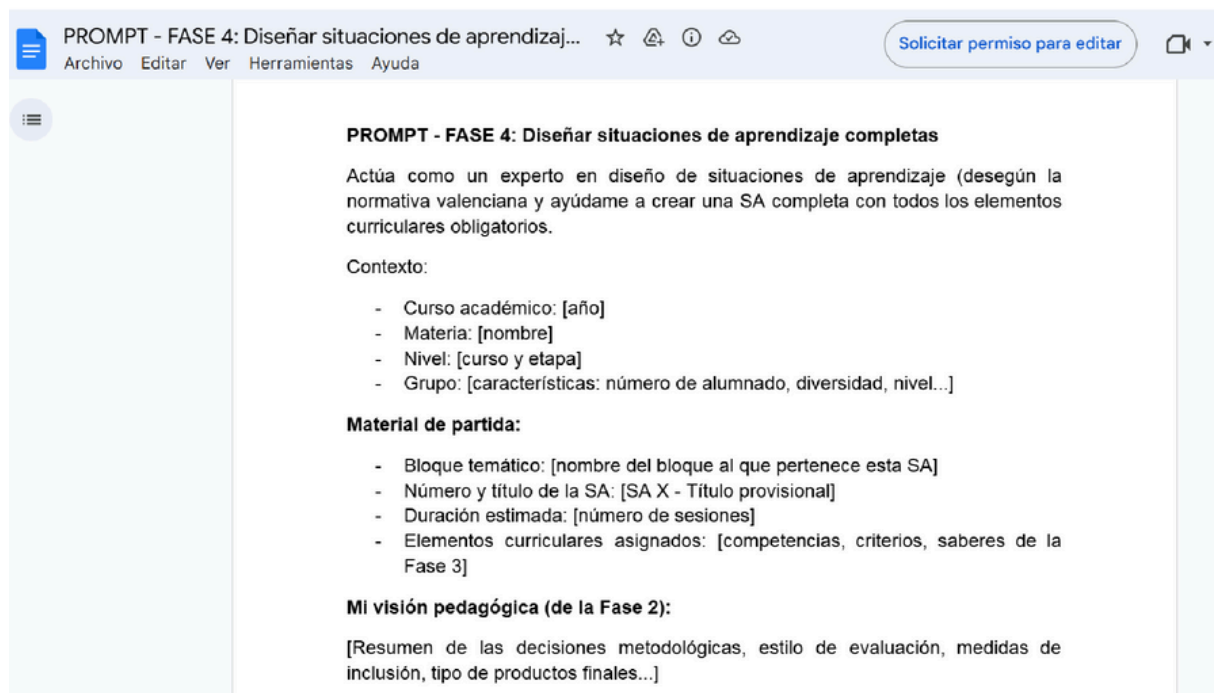 PROMPT - FASE 4: Diseñar situaciones de aprendizaj...
Solicitar permiso para editar
Archivo Editar Ver Herramientas Ayuda
PROMPT - FASE 4: Diseñar situaciones de aprendizaje completas
Actúa como un experto en diseño de situaciones de aprendizaje (desegún la
normativa valenciana y ayúdame a crear una SA completa con todos los elementos
curriculares obligatorios.
Contexto:
- Curso académico: [año]
- Materia: [nombre]
- Nivel: [curso y etapa]
- Grupo: [características: número de alumnado, diversidad, nivel...]
Material de partida:
- Bloque temático: [nombre del bloque al que pertenece esta SA]
- Número y título de la SA: [SA X - Título provisional]
- Duración estimada: [número de sesiones]
- Elementos curriculares asignados: [competencias, criterios, saberes de la
Fase 3]
Mi visión pedagógica (de la Fase 2):
[Resumen de las decisiones metodológicas, estilo de evaluación, medidas de
inclusión, tipo de productos finales...]